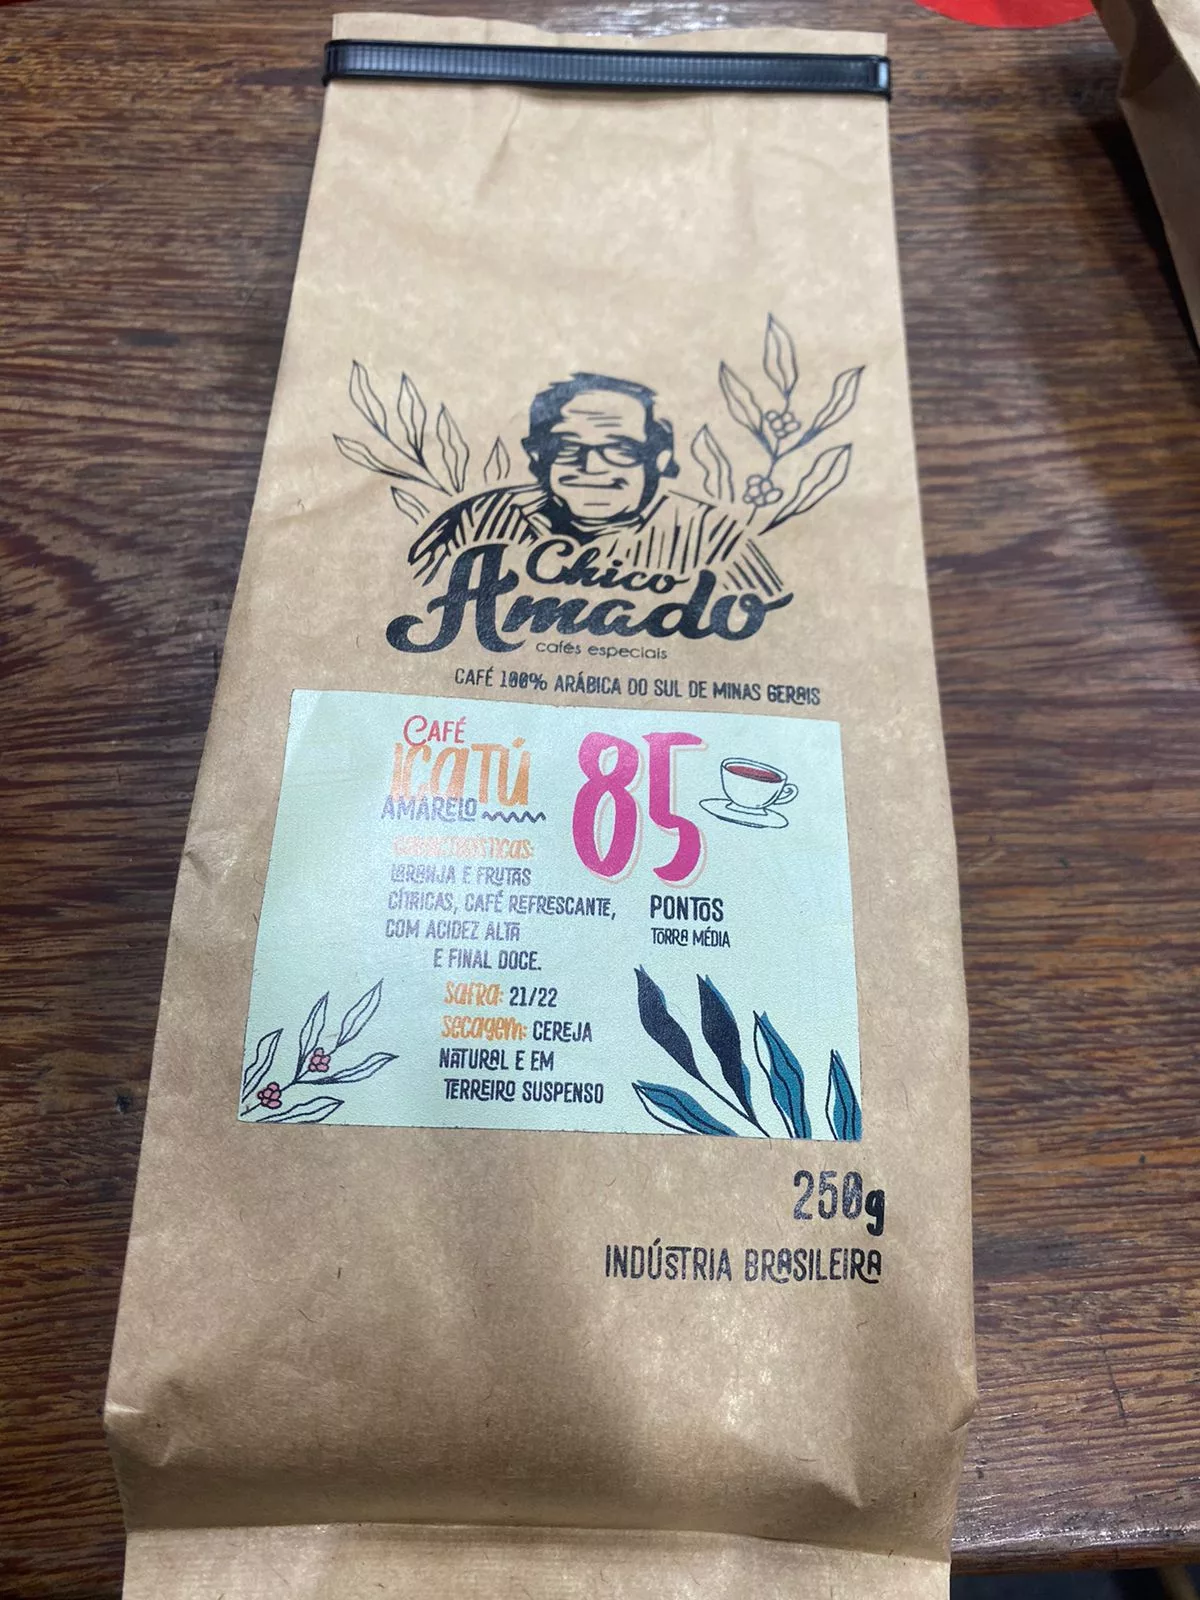 Chico
Amado
cafés especiais
CAFÉ 100% ARÁBICA DO SUL DE MINAS GERAIS
CAFÉ
ICATÚ
AMARELO
85
PONTOS
TORRA MÉDIA
CARACTERÍSTICAS:
LARANJA E FRUTAS
CÍTRICAS, CAFÉ REFRESCANTE,
COM ACIDEZ ALTA
E FINAL DOCE.
SAFRA: 21/22
SECAGEM: CEREJA
NATURAL E EM
TERREIRO SUSPENSO
250g
INDÚSTRIA BRASILEIRA